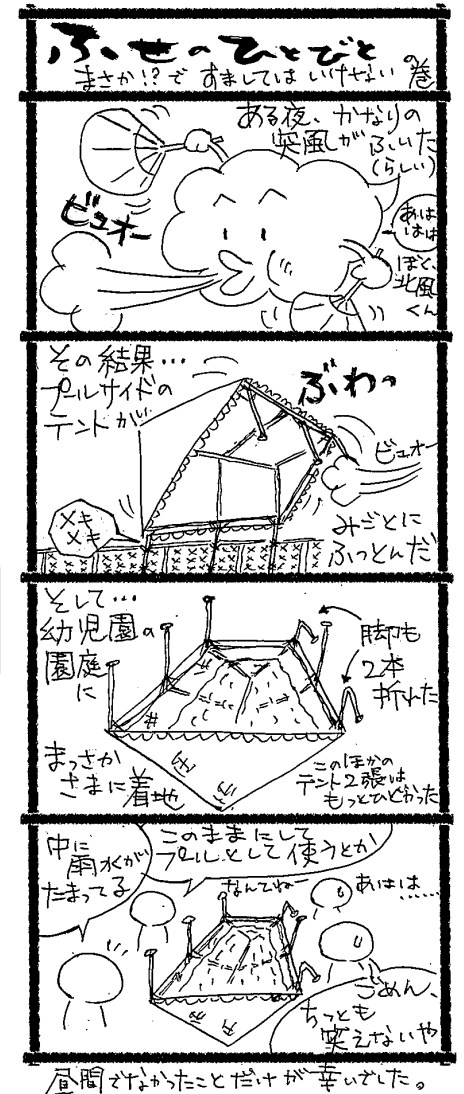 ふせのひとびと
まさか!?で すましてはいけない の巻
ある夜、かなりの
突風がふいた
(らしい)
ビュオー
あはははは
ぼと、北風くん
その結果…
プールサイドの
テントが…
ぶわっ
ビュオー
メキ
メキ
みごとに
ふっとんだ
そして…
幼児園の
園庭
に
脚も
2本
折れた
まっさか
さまに着地
このほかの
テント2張は
もっとひどかった
中に
雨水が
たまってる
このままにして
プールとして使うとか
なんてねー
あはは……
ごめん、
ちっとも
笑えないや
昼間でなかったことだけが幸いでした。